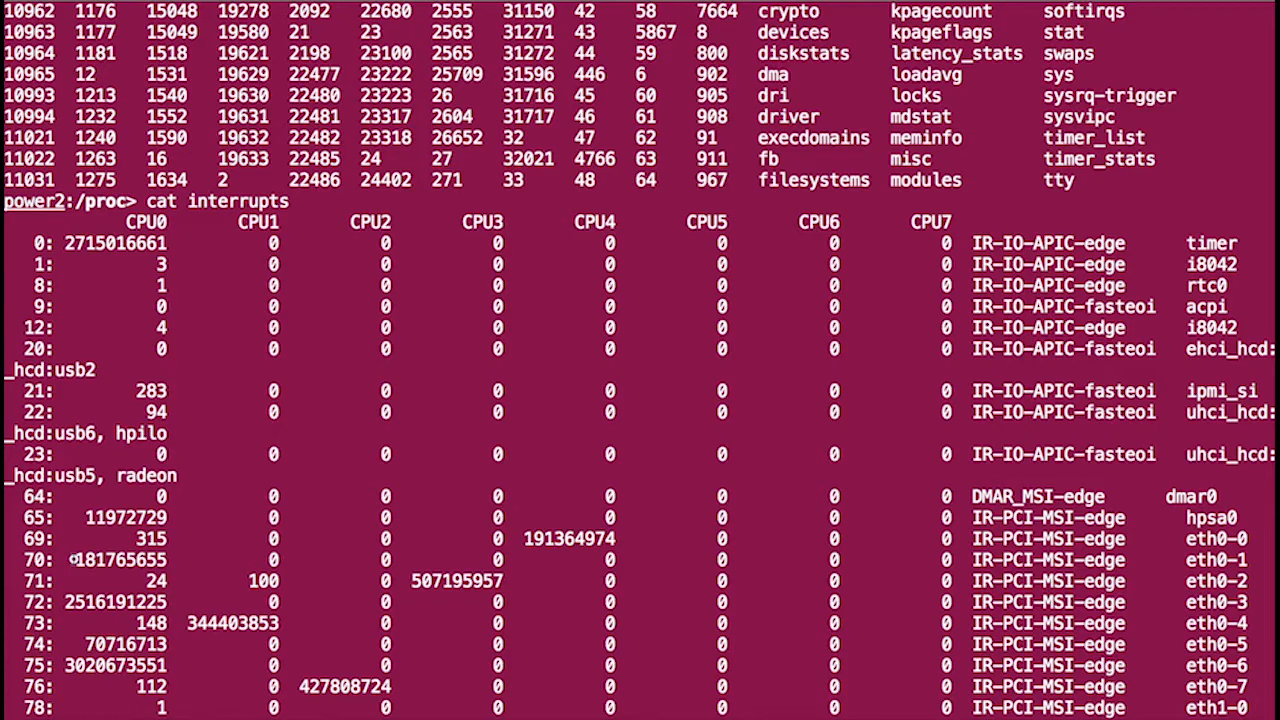 10962 1176 15048 19278 2092 22680 2555 31150 42 58 7664 crypto kpagecount softirqs
10963 1177 15049 19580 21 23 2563 31271 43 5867 8 devices kpageflags stat
10964 1181 1518 19621 2198 23100 2565 31272 44 59 800 diskstats latency_stats swaps
10965 12 1531 19629 22477 23222 25709 31596 446 6 902 dma loadavg sys
10993 1213 1540 19630 22480 23223 26 31716 45 60 905 dri locks sysrq-trigger
10994 1232 1552 19631 22481 23317 2604 31717 46 61 908 driver mdstat sysvipc
11021 1240 1590 19632 22482 23318 26652 32 47 62 91 execdomains meminfo timer_list
11022 1263 16 19633 22485 24 27 32021 4766 63 911 fb misc timer_stats
11031 1275 1634 2 22486 24402 271 33 48 64 967 filesystems modules tty
power2:/proc> cat interrupts
CPU0 CPU1 CPU2 CPU3 CPU4 CPU5 CPU6 CPU7
0: 2715016661 0 0 0 0 0 0 0 IR-IO-APIC-edge timer
1: 3 0 0 0 0 0 0 0 IR-IO-APIC-edge i8042
8: 1 0 0 0 0 0 0 0 IR-IO-APIC-edge rtc0
9: 0 0 0 0 0 0 0 0 IR-IO-APIC-fasteoi acpi
12: 4 0 0 0 0 0 0 0 IR-IO-APIC-edge i8042
20: 0 0 0 0 0 0 0 0 IR-IO-APIC-fasteoi ehci_hcd:
_hcd:usb2
21: 283 0 0 0 0 0 0 0 IR-IO-APIC-fasteoi ipmi_si
22: 94 0 0 0 0 0 0 0 IR-IO-APIC-fasteoi uhci_hcd:
_hcd:usb6, hpilo
23: 0 0 0 0 0 0 0 0 IR-IO-APIC-fasteoi uhci_hcd:
_hcd:usb5, radeon
64: 0 0 0 0 0 0 0 0 DMAR_MSI-edge dmar0
65: 11972729 0 0 0 0 0 0 0 IR-PCI-MSI-edge hpsa0
69: 315 0 0 0 191364974 0 0 0 IR-PCI-MSI-edge eth0-0
70: 181765655 0 0 0 0 0 0 0 IR-PCI-MSI-edge eth0-1
71: 24 100 0 507195957 0 0 0 0 IR-PCI-MSI-edge eth0-2
72: 2516191225 0 0 0 0 0 0 0 IR-PCI-MSI-edge eth0-3
73: 148 344403853 0 0 0 0 0 0 IR-PCI-MSI-edge eth0-4
74: 70716713 0 0 0 0 0 0 0 IR-PCI-MSI-edge eth0-5
75: 3020673551 0 0 0 0 0 0 0 IR-PCI-MSI-edge eth0-6
76: 112 0 427808724 0 0 0 0 0 IR-PCI-MSI-edge eth0-7
78: 1 0 0 0 0 0 0 0 IR-PCI-MSI-edge eth1-0